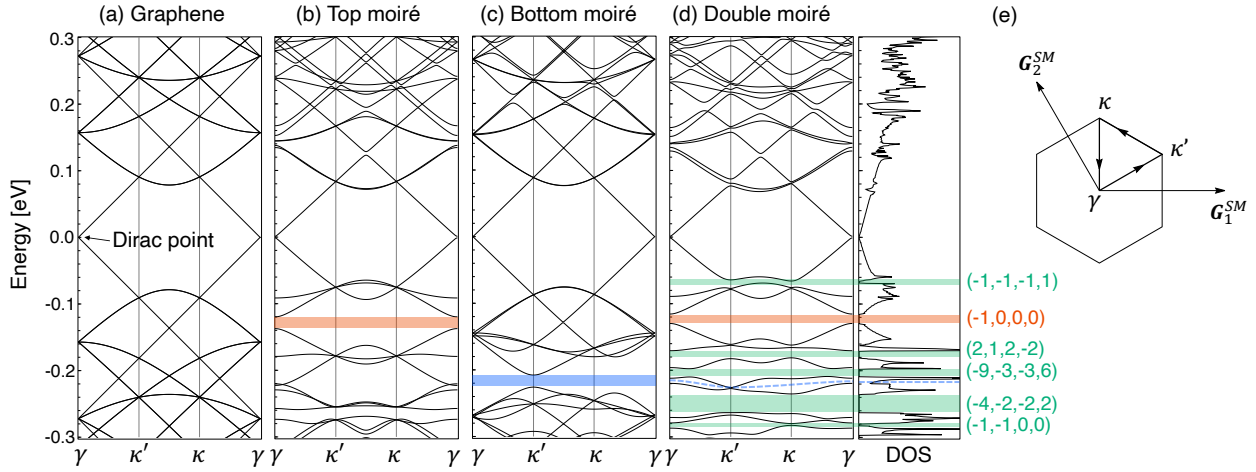 (a) Graphene
(b) Top moiré
(c) Bottom moiré
(d) Double moiré
(e)
Energy [eV]
0.3
0.2
0.1
0.0
-0.1
-0.2
-0.3
Dirac point
γ κ' κ γ
γ κ' κ γ
γ κ' κ γ
γ κ' κ γ
DOS
(-1,-1,-1,1)
(-1,0,0,0)
(2,1,2,-2)
(-9,-3,-3,6)
(-4,-2,-2,2)
(-1,-1,0,0)
G₂^SM
κ
κ'
γ
G₁^SM